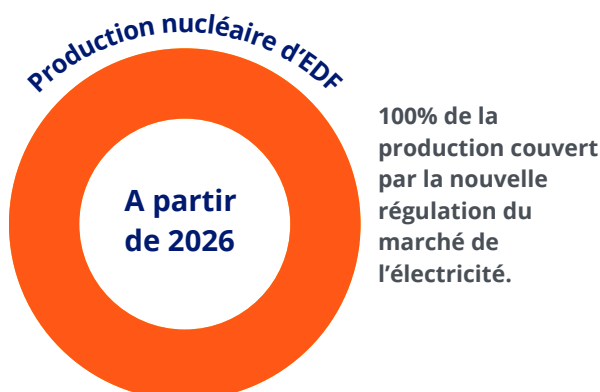 Production nucléaire d'EDF
A partir
de 2026
100% de la
production couvert
par la nouvelle
régulation du
marché de
l'électricité.